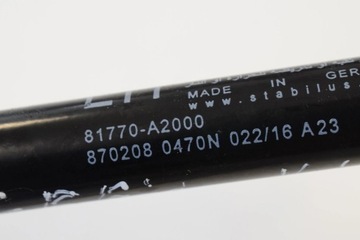 MADE IN GER
www.stabilus
81770-A2000
870208 0470N 022/16 A23